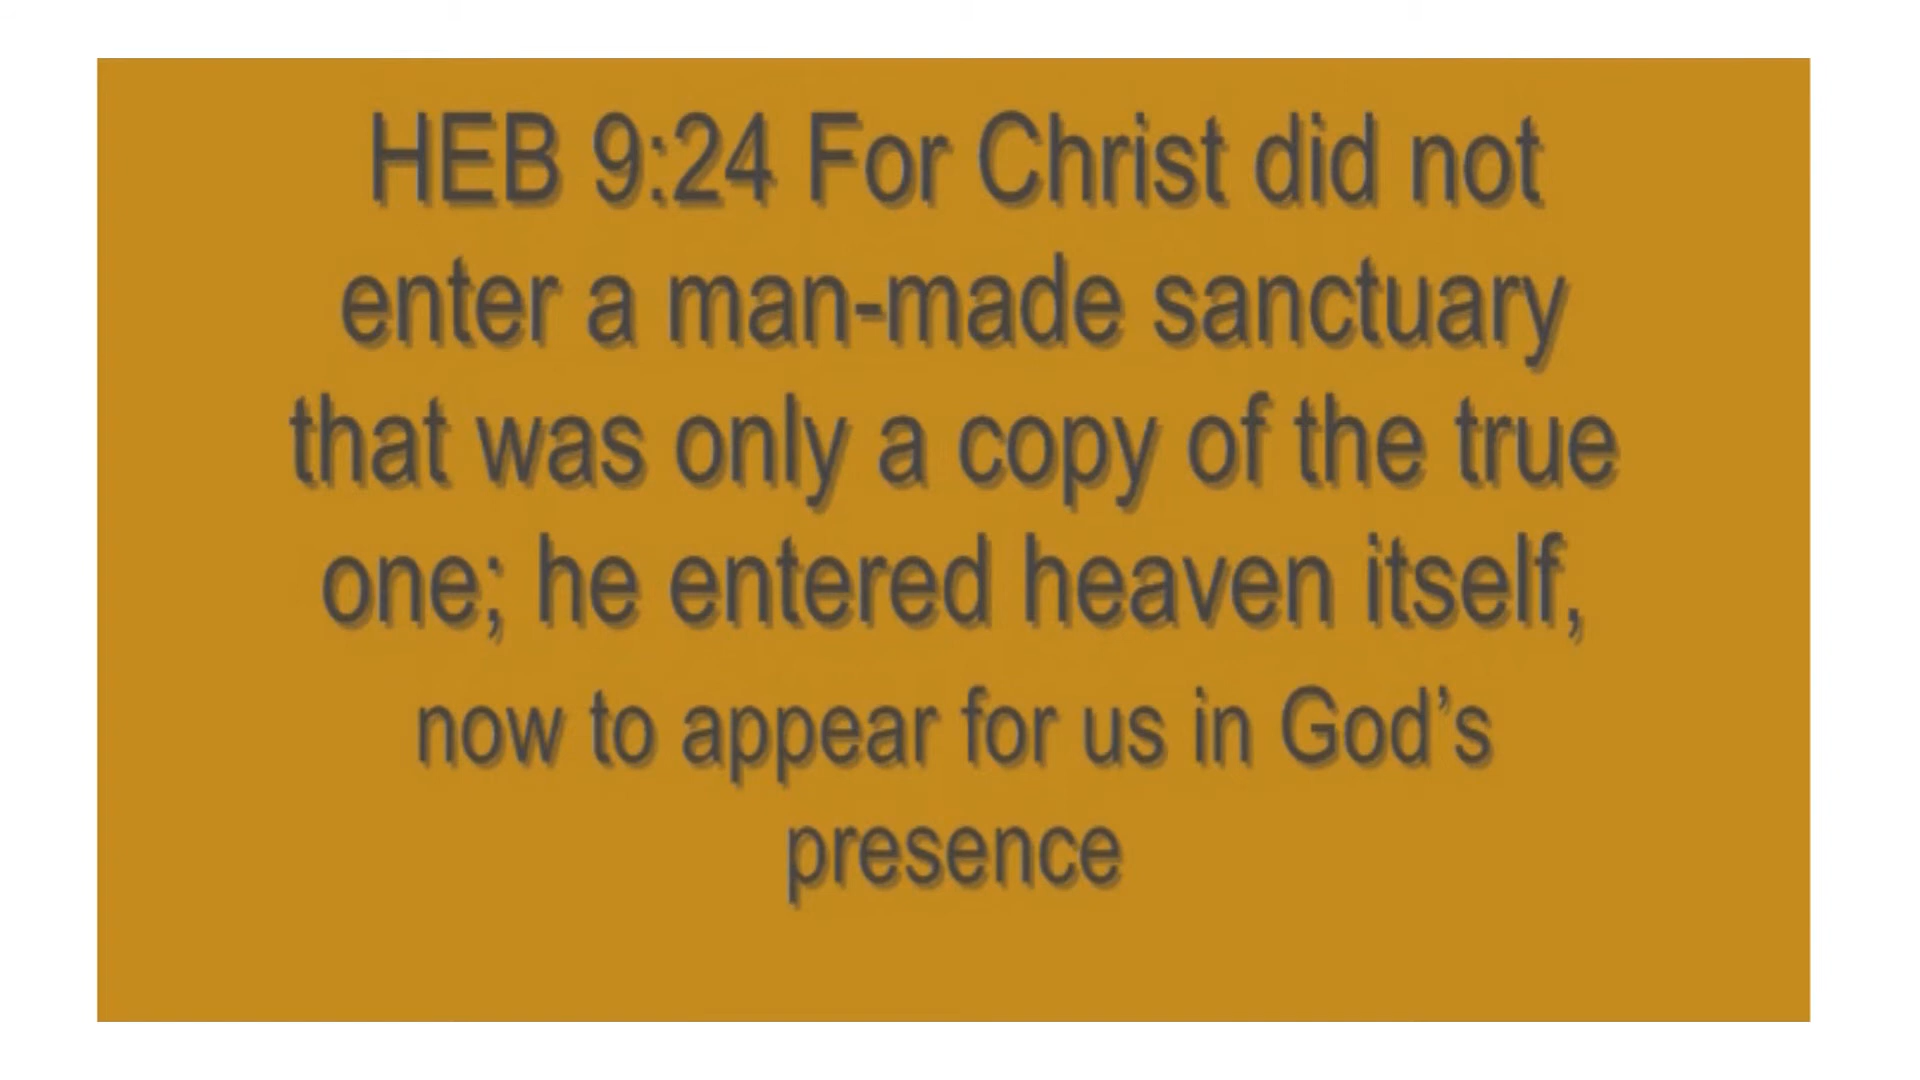 HEB 9:24 For Christ did not
enter a man-made sanctuary
that was only a copy of the true
one; he entered heaven itself,
now to appear for us in God’s
presence